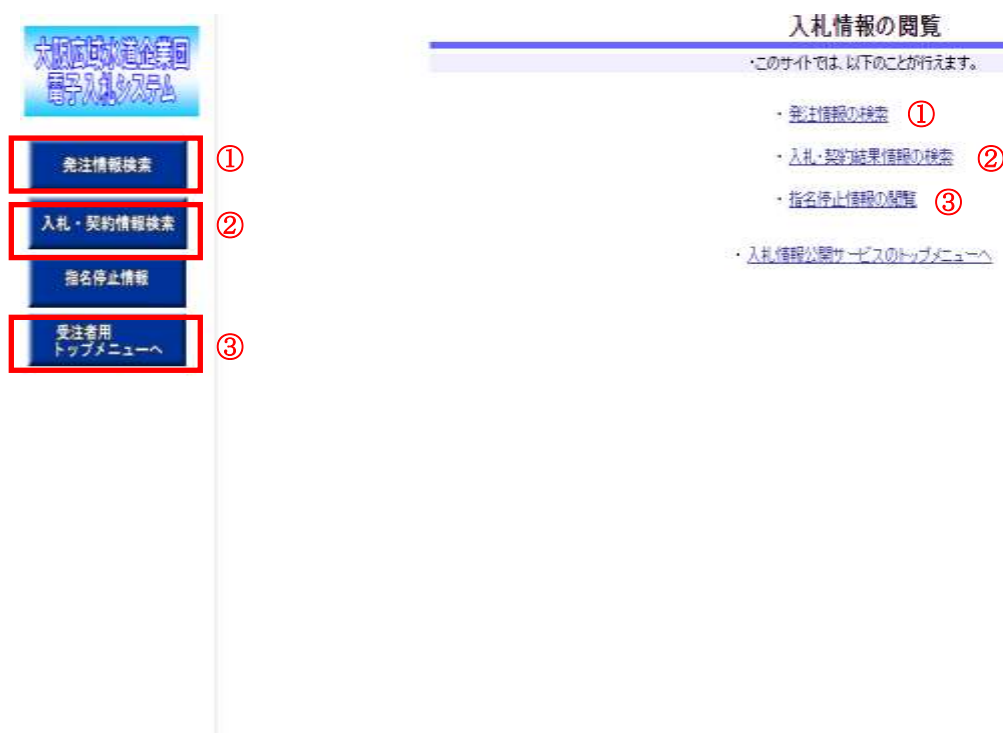 大阪広域水道企業団
電子入札システム
発注情報検索
①
入札・契約情報検索
②
指名停止情報
受注者用
トップメニューへ
③
入札情報の閲覧
・このサイトでは、以下のことが行えます。
・発注情報の検索 ①
・入札・契約結果情報の検索 ②
・指名停止情報の閲覧 ③
・入札情報公開サービスのトップメニューへ